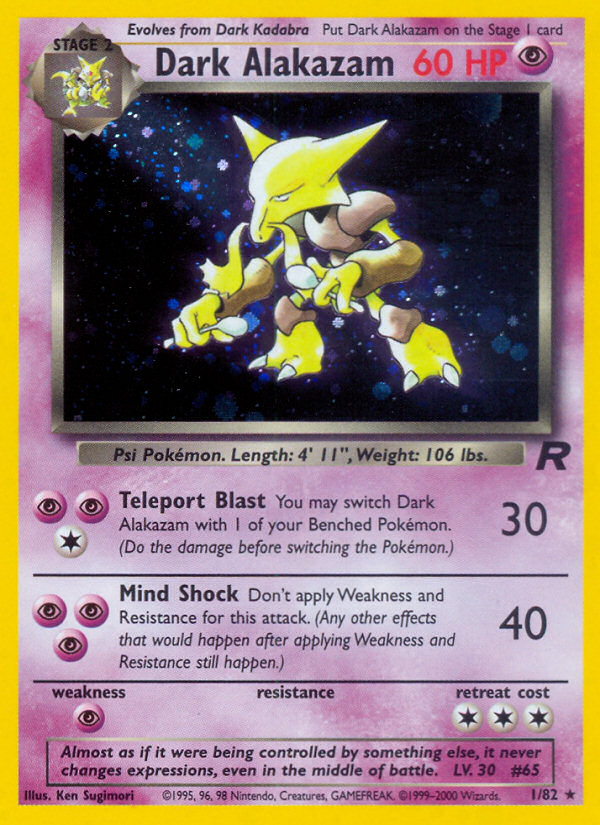 Evolves from Dark Kadabra Put Dark Alakazam on the Stage 1 card
STAGE 2
Dark Alakazam 60 HP
Psi Pokémon. Length: 4' 11", Weight: 106 lbs.
R
Teleport Blast You may switch Dark
Alakazam with 1 of your Benched Pokémon.
(Do the damage before switching the Pokémon.)
30
Mind Shock Don't apply Weakness and
Resistance for this attack. (Any other effects
that would happen after applying Weakness and
Resistance still happen.)
40
weakness resistance retreat cost
Almost as if it were being controlled by something else, it never
changes expressions, even in the middle of battle. LV. 30 #65
Illus. Ken Sugimori ©1995, 96, 98 Nintendo, Creatures, GAMEFREAK. ©1999-2000 Wizards. 1/82 ★